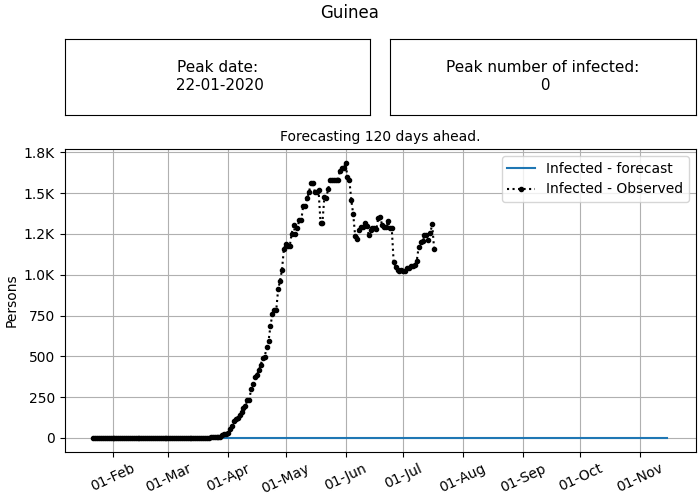 Guinea
Peak date:
22-01-2020
Peak number of infected:
0
Forecasting 120 days ahead.
1.8K
1.5K
1.2K
1.0K
750
500
250
0
Persons
Infected - forecast
Infected - Observed
01-Feb
01-Mar
01-Apr
01-May
01-Jun
01-Jul
01-Aug
01-Sep
01-Oct
01-Nov